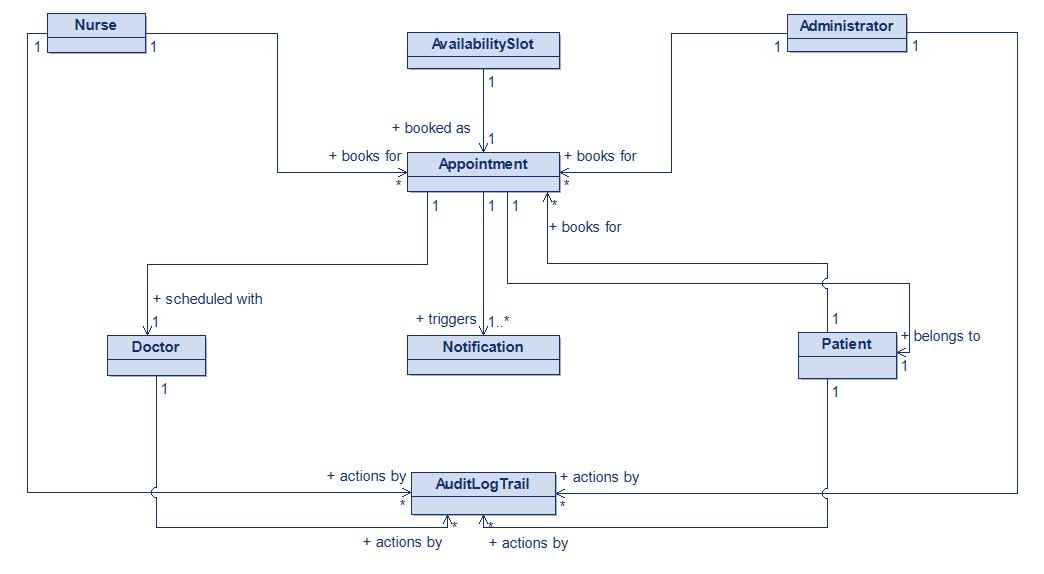 Nurse
1
1
AvailabilitySlot
1
Administrator
1
1
+ booked as
1
+ books for
*
Appointment
+ books for
*
1
1
1
*
+ books for
+ scheduled with
1
+ triggers
1..*
1
+ belongs to
1
Doctor
1
Notification
Patient
1
+ actions by
*
AuditLogTrail
+ actions by
*
*
*
+ actions by
+ actions by